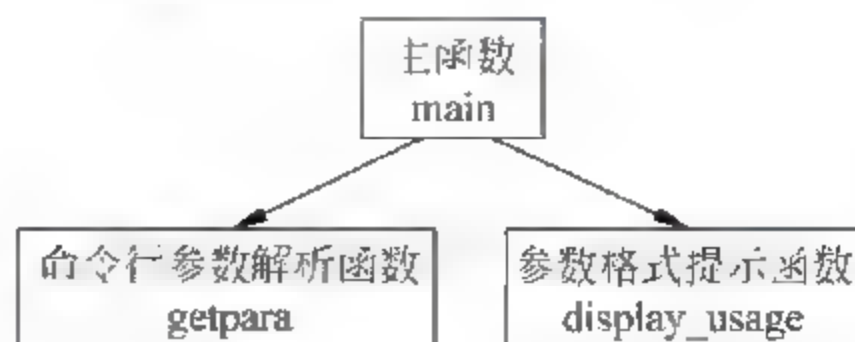 主函数
main
命令行参数解析函数
getpara
参数格式提示函数
display_usage